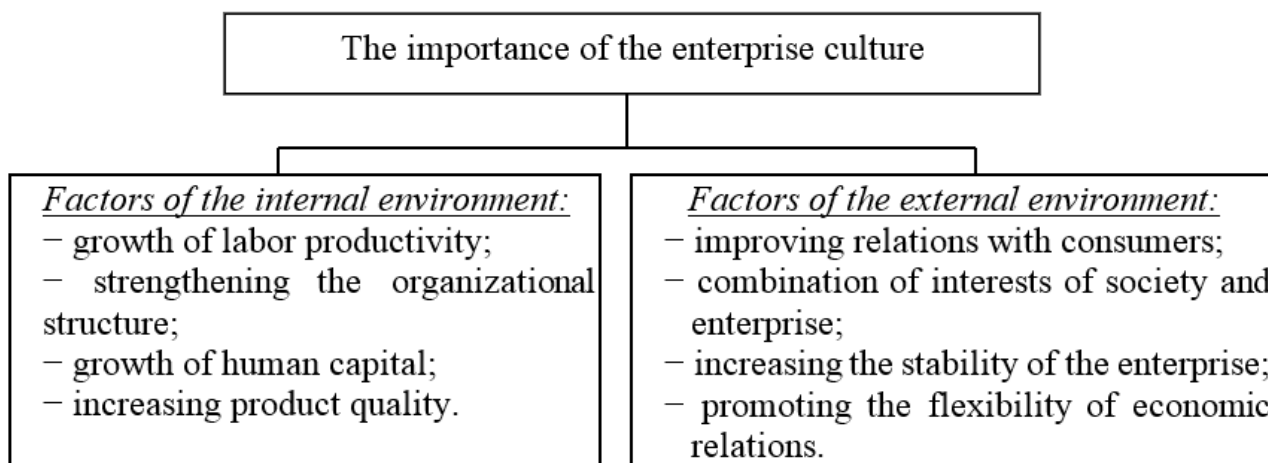 The importance of the enterprise culture
Factors of the internal environment:
− growth of labor productivity;
− strengthening the organizational
structure;
− growth of human capital;
− increasing product quality.
Factors of the external environment:
− improving relations with consumers;
− combination of interests of society and
enterprise;
− increasing the stability of the enterprise;
− promoting the flexibility of economic
relations.